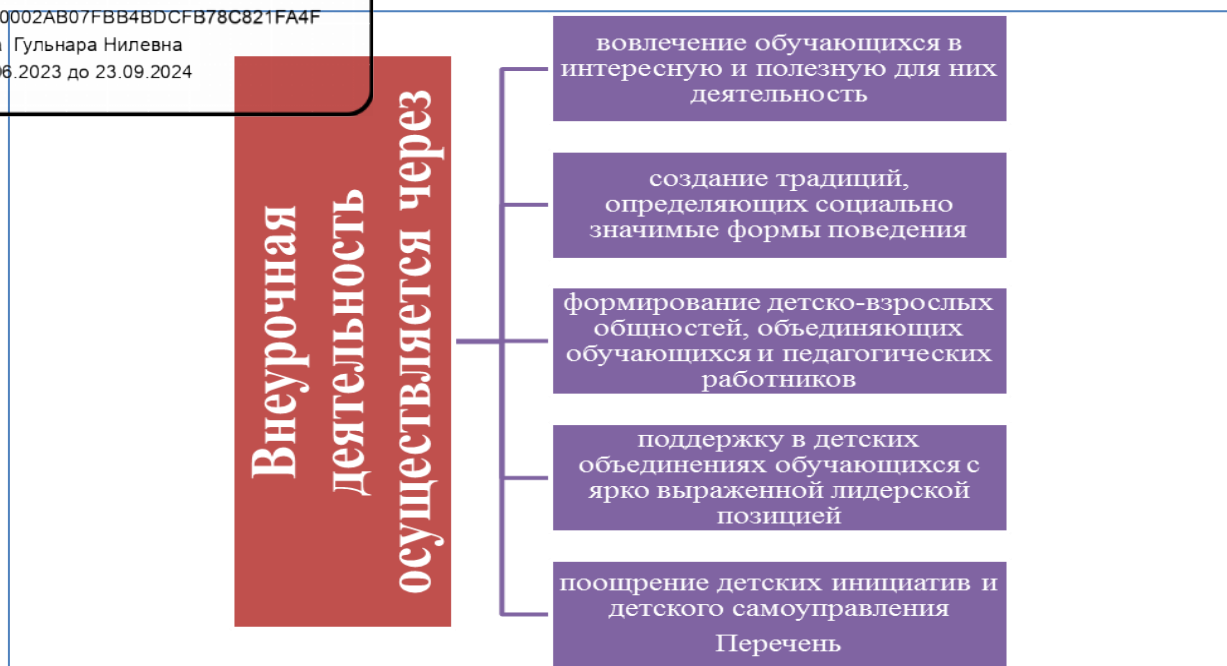 0002AB07FBB4BDCFB78C821FA4F
Гульнара Нилевна
6.2023 до 23.09.2024
Внеурочная
деятельность
осуществляется через
вовлечение обучающихся в
интересную и полезную для них
деятельность
создание традиций,
определяющих социально
значимые формы поведения
формирование детско-взрослых
общностей, объединяющих
обучающихся и педагогических
работников
поддержку в детских
объединениях обучающихся с
ярко выраженной лидерской
позицией
поощрение детских инициатив и
детского самоуправления
Перечень